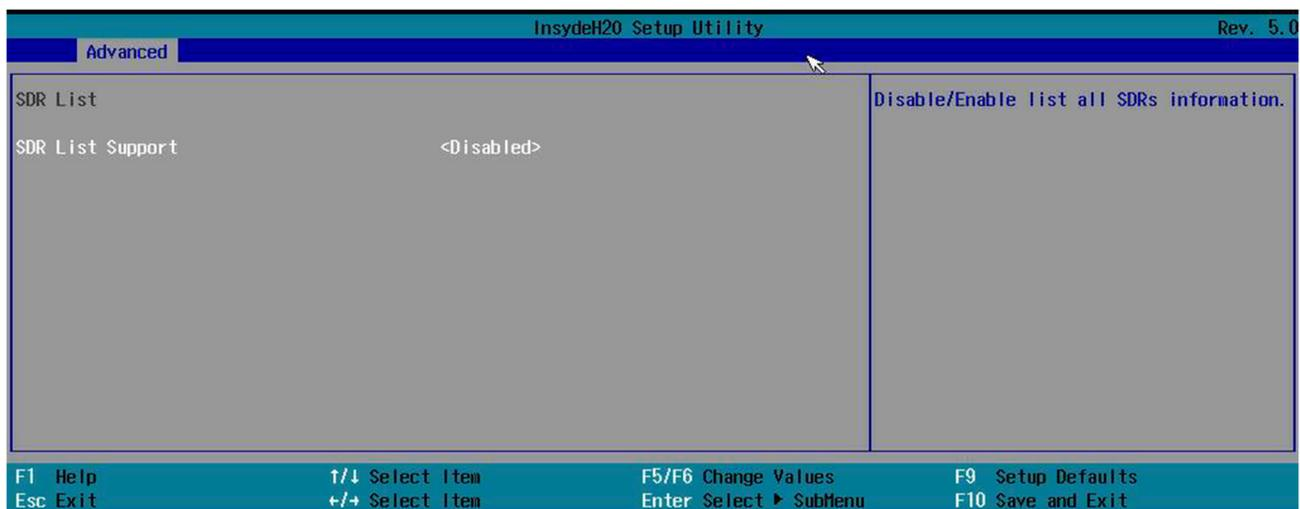 InsydeH20 Setup Utility Rev. 5.0
Advanced
SDR List
SDR List Support <Disabled>
Disable/Enable list all SDRs information.
F1 Help ↑/↓ Select Item F5/F6 Change Values F9 Setup Defaults
Esc Exit ←/→ Select Item Enter Select ▶ SubMenu F10 Save and Exit